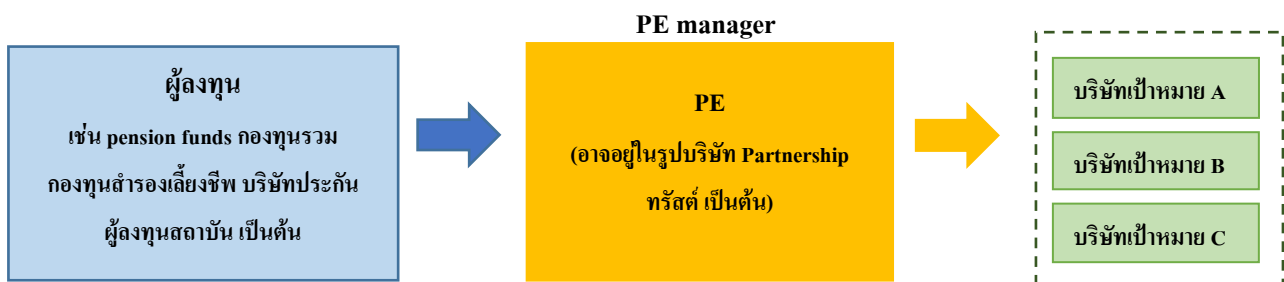 ผู้ลงทุน
เช่น pension funds กองทุนรวม
กองทุนสำรองเลี้ยงชีพ บริษัทประกัน
ผู้ลงทุนสถาบัน เป็นต้น
PE manager
PE
(อาจอยู่ในรูปบริษัท Partnership
ทรัสต์ เป็นต้น)
บริษัทเป้าหมาย A
บริษัทเป้าหมาย B
บริษัทเป้าหมาย C